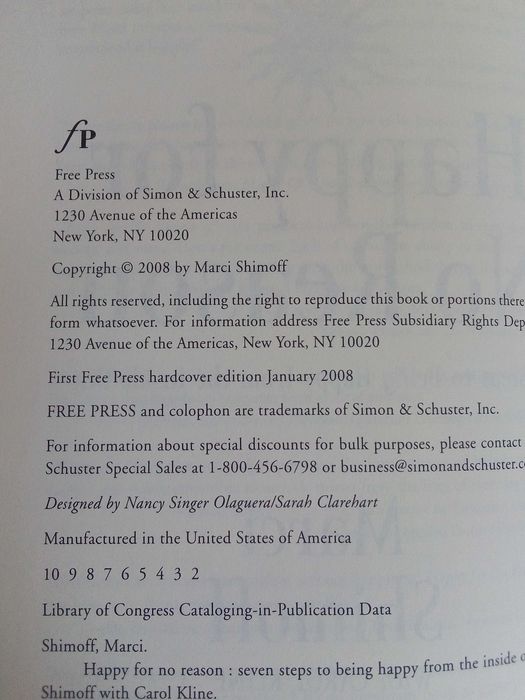 fP
Free Press
A Division of Simon & Schuster, Inc.
1230 Avenue of the Americas
New York, NY 10020
Copyright © 2008 by Marci Shimoff
All rights reserved, including the right to reproduce this book or portions there
form whatsoever. For information address Free Press Subsidiary Rights Dep
1230 Avenue of the Americas, New York, NY 10020
First Free Press hardcover edition January 2008
FREE PRESS and colophon are trademarks of Simon & Schuster, Inc.
For information about special discounts for bulk purposes, please contact
Schuster Special Sales at 1-800-456-6798 or business@simonandschuster.c
Designed by Nancy Singer Olaguera/Sarah Clarehart
Manufactured in the United States of America
10 9 8 7 6 5 4 3 2
Library of Congress Cataloging-in-Publication Data
Shimoff, Marci.
Happy for no reason : seven steps to being happy from the inside o
Shimoff with Carol Kline.